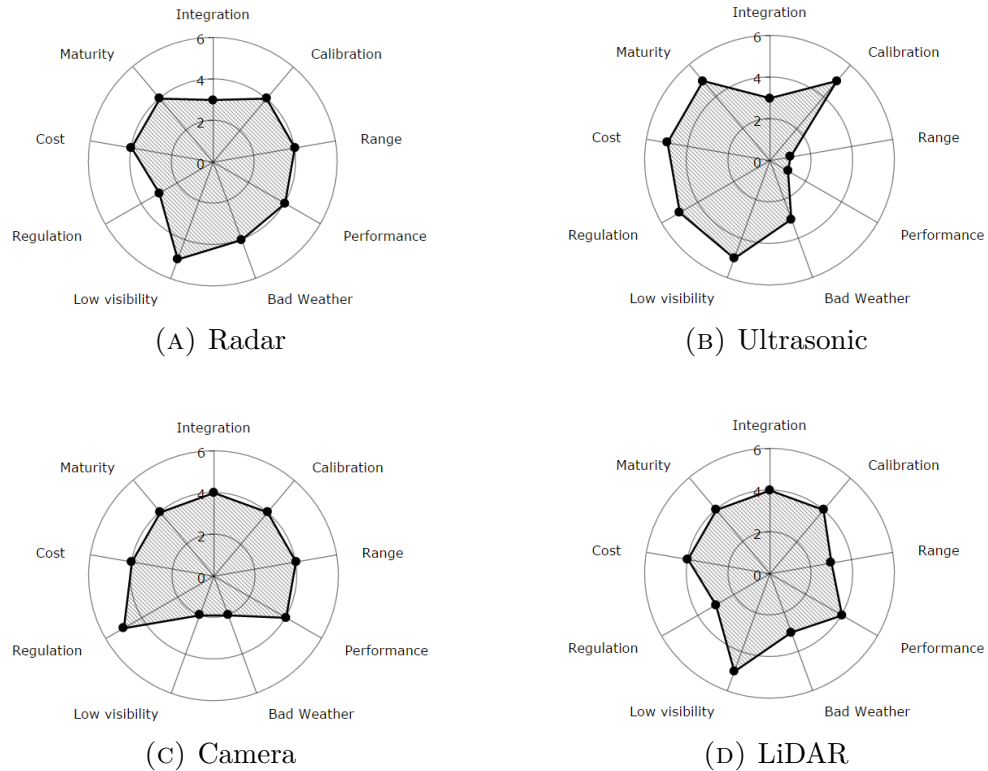 Integration
6
Maturity
Calibration
4
Cost
2
Range
0
Regulation
Performance
Low visibility
Bad Weather
(A) Radar
Integration
6
Maturity
Calibration
4
Cost
2
Range
0
Regulation
Performance
Low visibility
Bad Weather
(B) Ultrasonic
Integration
6
Maturity
Calibration
4
Cost
2
Range
0
Regulation
Performance
Low visibility
Bad Weather
(C) Camera
Integration
6
Maturity
Calibration
4
Cost
2
Range
0
Regulation
Performance
Low visibility
Bad Weather
(D) LiDAR